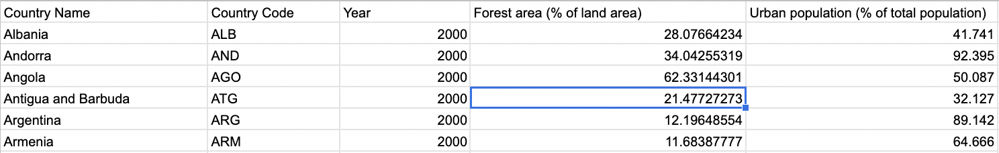 Country Name Country Code Year Forest area (% of land area) Urban population (% of total population)
Albania ALB 2000 28.07664234 41.741
Andorra AND 2000 34.04255319 92.395
Angola AGO 2000 62.33144301 50.087
Antigua and Barbuda ATG 2000 21.47727273 32.127
Argentina ARG 2000 12.19648554 89.142
Armenia ARM 2000 11.68387777 64.666